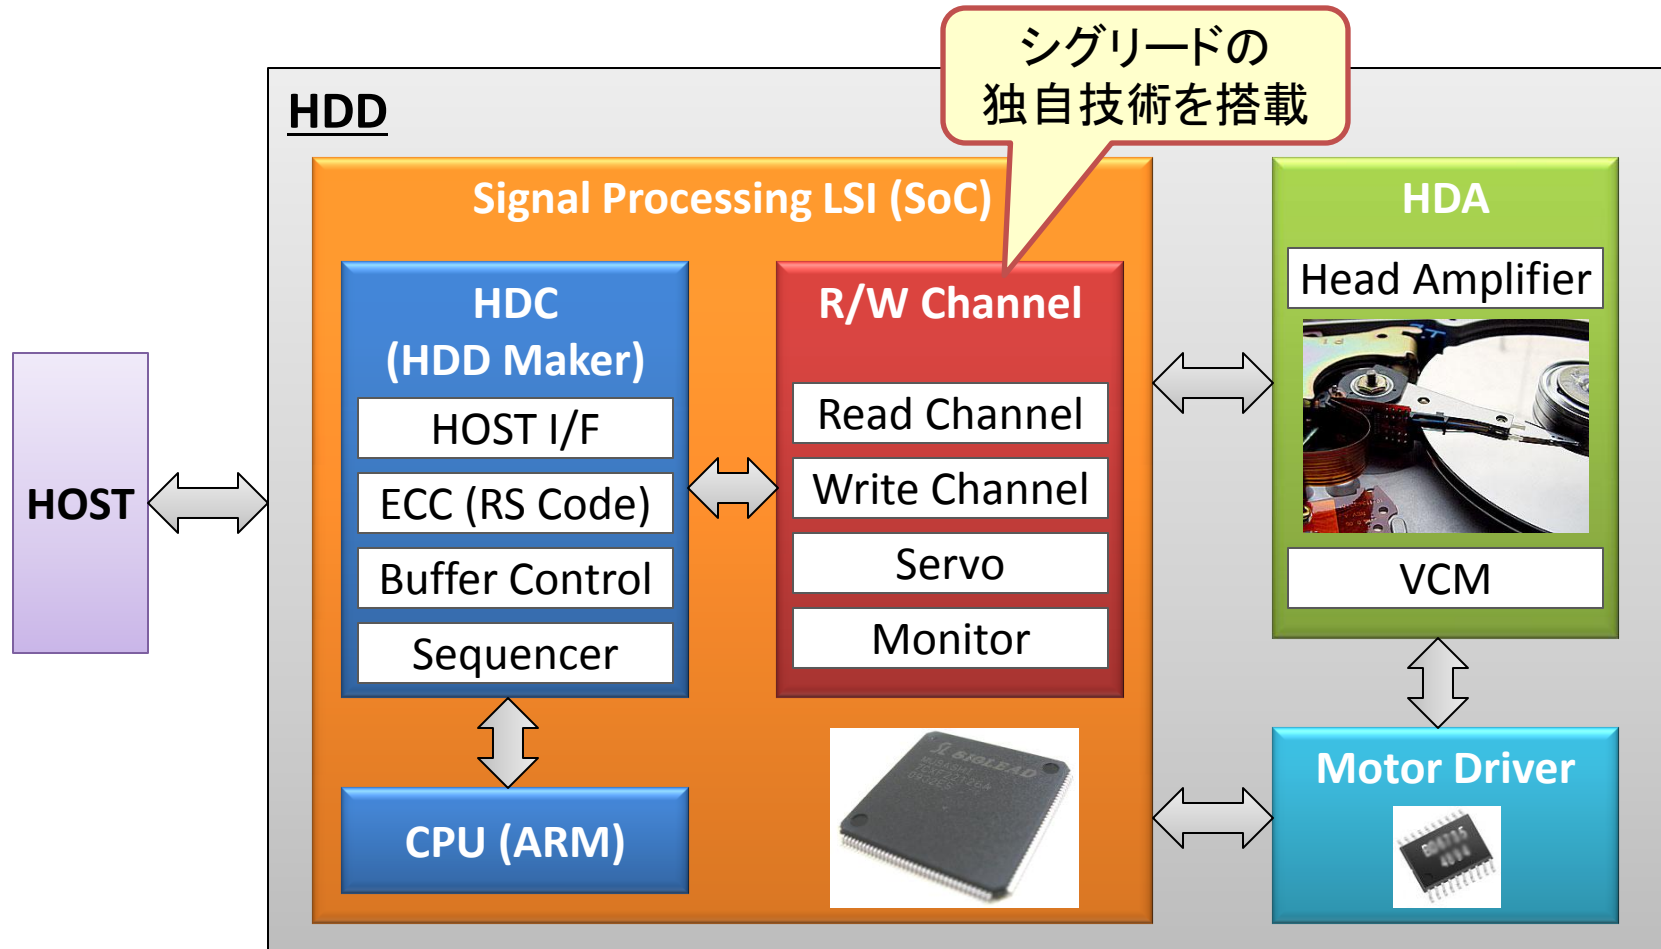 シグリードの
独自技術を搭載
HDD
Signal Processing LSI (SoC)
HDA
HDC
(HDD Maker)
HOST I/F
ECC (RS Code)
Buffer Control
Sequencer
R/W Channel
Read Channel
Write Channel
Servo
Monitor
Head Amplifier
VCM
HOST
CPU (ARM)
SIGLEAD
Motor Driver